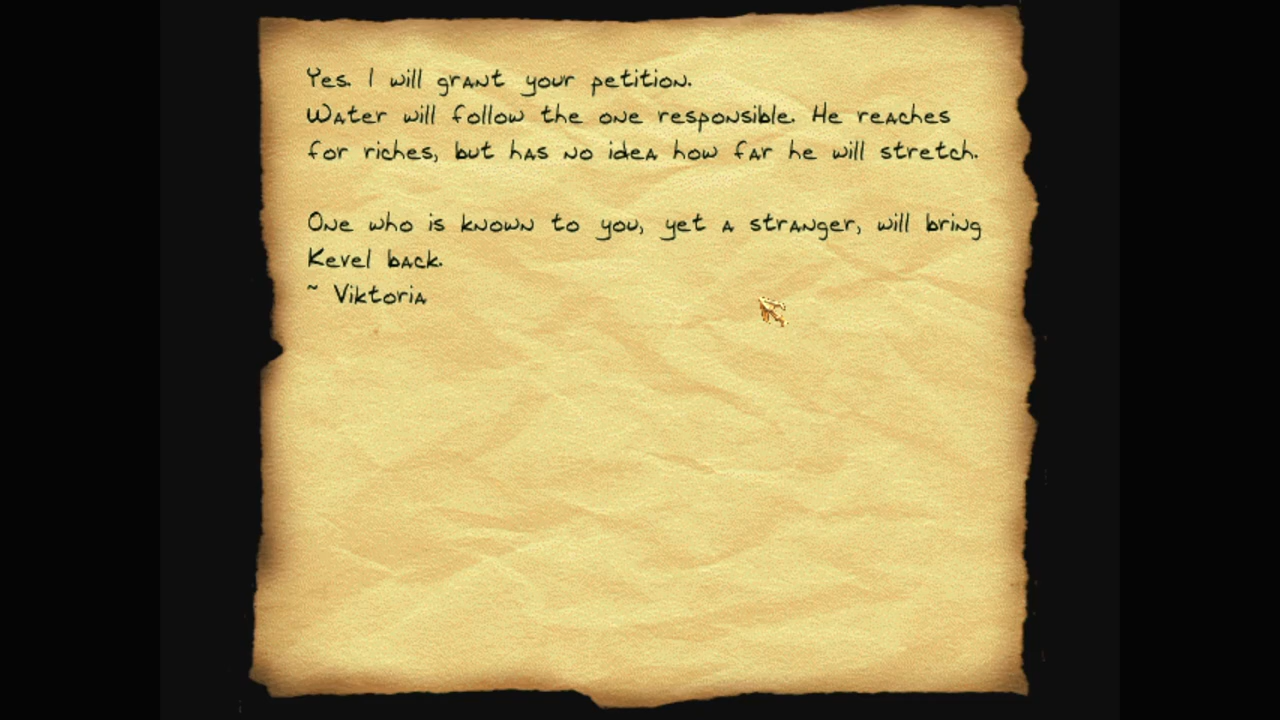 Yes. I will grant your petition.
Water will follow the one responsible. He reaches
for riches, but has no idea how far he will stretch.
One who is known to you, yet a stranger, will bring
Kevel back.
~ Viktoria